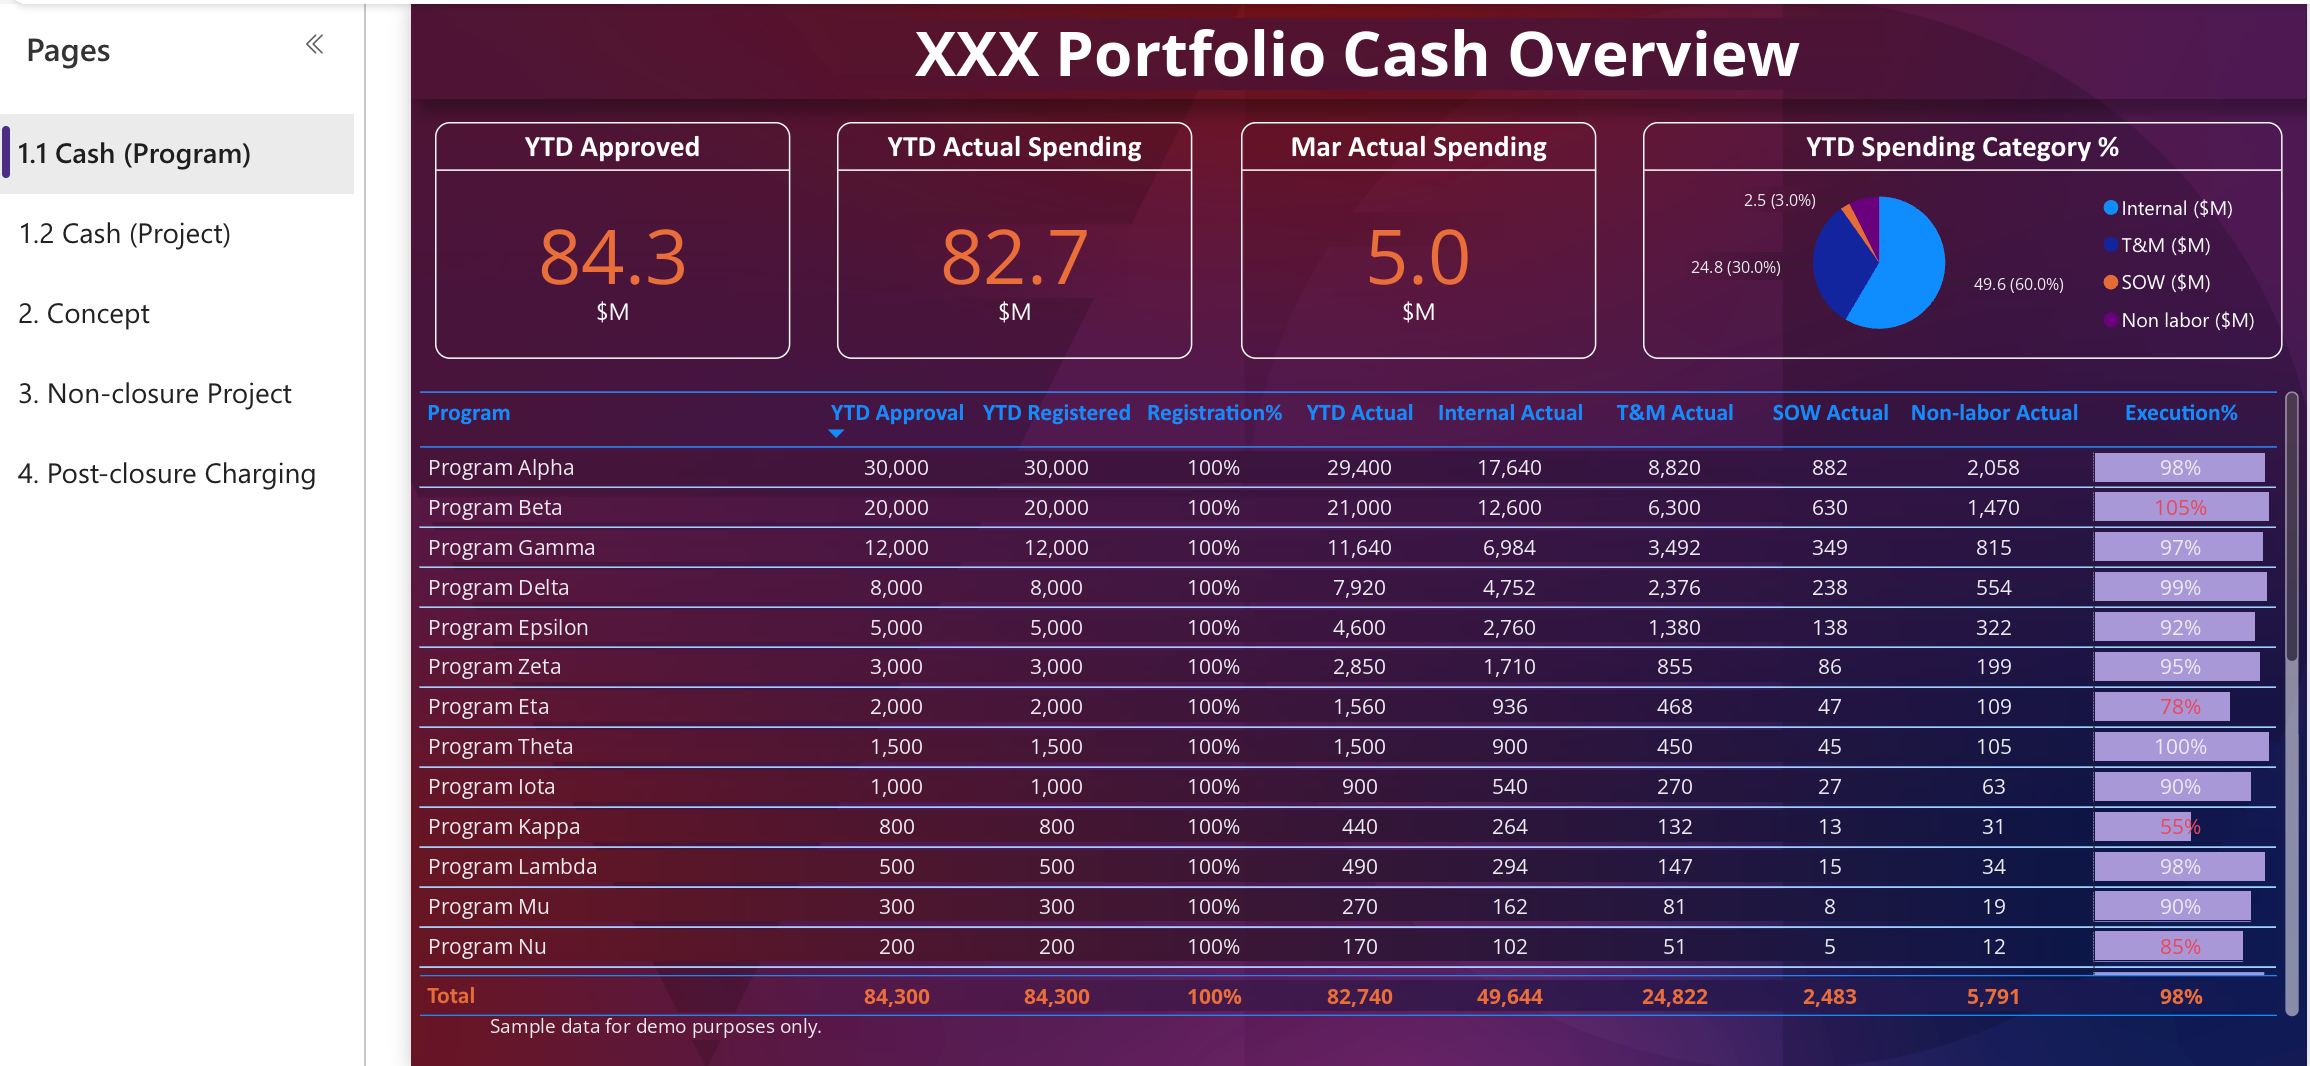 Pages
1.1 Cash (Program)
1.2 Cash (Project)
2. Concept
3. Non-closure Project
4. Post-closure Charging
XXX Portfolio Cash Overview
YTD Approved
84.3
$M
YTD Actual Spending
82.7
$M
Mar Actual Spending
5.0
$M
YTD Spending Category %
2.5 (3.0%)
24.8 (30.0%)
49.6 (60.0%)
Internal ($M)
T&M ($M)
SOW ($M)
Non labor ($M)
Program YTD Approval YTD Registered Registration% YTD Actual Internal Actual T&M Actual SOW Actual Non-labor Actual Execution%
Program Alpha 30,000 30,000 100% 29,400 17,640 8,820 882 2,058 98%
Program Beta 20,000 20,000 100% 21,000 12,600 6,300 630 1,470 105%
Program Gamma 12,000 12,000 100% 11,640 6,984 3,492 349 815 97%
Program Delta 8,000 8,000 100% 7,920 4,752 2,376 238 554 99%
Program Epsilon 5,000 5,000 100% 4,600 2,760 1,380 138 322 92%
Program Zeta 3,000 3,000 100% 2,850 1,710 855 86 199 95%
Program Eta 2,000 2,000 100% 1,560 936 468 47 109 78%
Program Theta 1,500 1,500 100% 1,500 900 450 45 105 100%
Program Iota 1,000 1,000 100% 900 540 270 27 63 90%
Program Kappa 800 800 100% 440 264 132 13 31 55%
Program Lambda 500 500 100% 490 294 147 15 34 98%
Program Mu 300 300 100% 270 162 81 8 19 90%
Program Nu 200 200 100% 170 102 51 5 12 85%
Total 84,300 84,300 100% 82,740 49,644 24,822 2,483 5,791 98%
Sample data for demo purposes only.